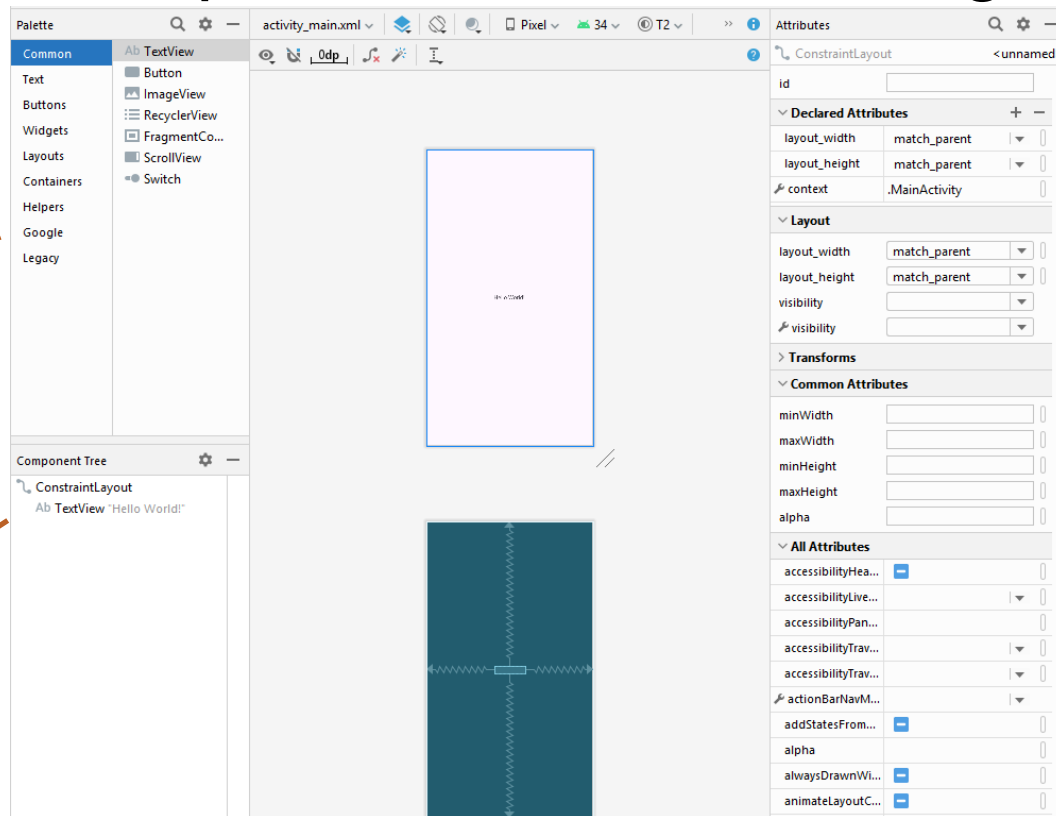 Palette
Common
Text
Buttons
Widgets
Layouts
Containers
Helpers
Google
Legacy
Ab TextView
Button
ImageView
RecyclerView
FragmentCo...
ScrollView
Switch
Component Tree
ConstraintLayout
Ab TextView "Hello World!"
activity_main.xml
Pixel
34
T2
»
0dp
Hello World!
Attributes
ConstraintLayout <unnamed
id
Declared Attributes
layout_width match_parent
layout_height match_parent
context .MainActivity
Layout
layout_width match_parent
layout_height match_parent
visibility
visibility
Transforms
Common Attributes
minWidth
maxWidth
minHeight
maxHeight
alpha
All Attributes
accessibilityHea...
accessibilityLive...
accessibilityPan...
accessibilityTrav...
accessibilityTrav...
actionBarNavM...
addStatesFrom...
alpha
alwaysDrawnWi...
animateLayoutC...